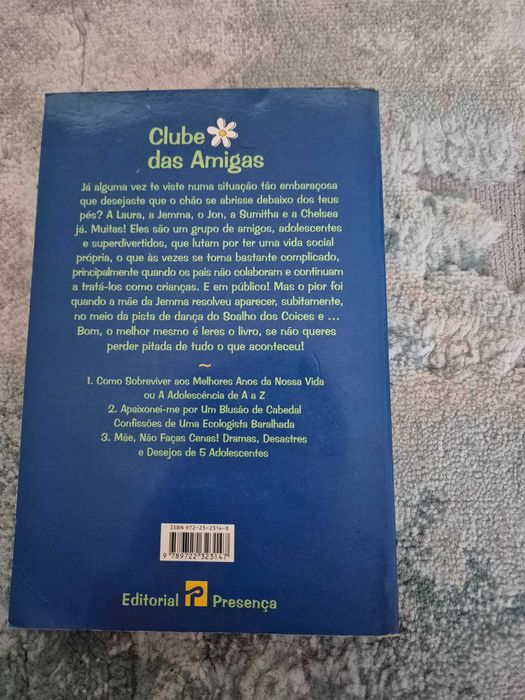 Clube
das Amigas
Já alguma vez te viste numa situação tão embaraçosa
que desejaste que o chão se abrisse debaixo dos teus
pés? A Laura, a Jemma, o Jon, a Sumitha e a Chelsea
já. Muitas! Eles são um grupo de amigos, adolescentes
e superdivertidos, que lutam por ter uma vida social
própria, o que às vezes se torna bastante complicado,
principalmente quando os pais não colaboram e continuam
a tratá-los como crianças. E em público! Mas o pior foi
quando a mãe da Jemma resolveu aparecer, subitamente,
no meio da pista de dança do Soalho dos Coices e ...
Bom, o melhor mesmo é leres o livro, se não queres
perder pitada de tudo o que aconteceu!
~
1. Como Sobreviver aos Melhores Anos da Nossa Vida
ou A Adolescência de A a Z
2. Apaixonei-me por Um Blusão de Cabedal
Confissões de Uma Ecologista Baralhada
3. Mãe, Não Faças Cenas! Dramas, Desastres
e Desejos de 5 Adolescentes
ISBN 972-23-2314-8
9 789722 323147
Editorial P Presença